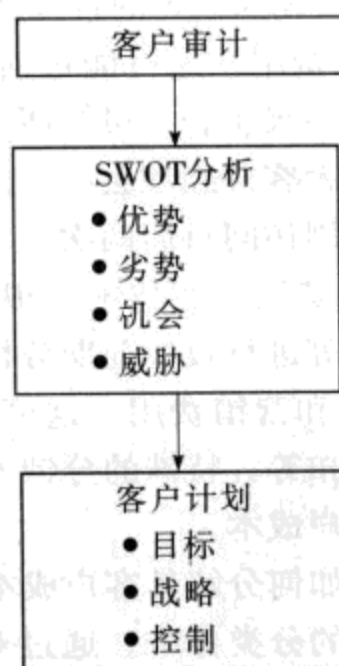 客户审计
SWOT分析
● 优势
● 劣势
● 机会
● 威胁
客户计划
● 目标
● 战略
● 控制